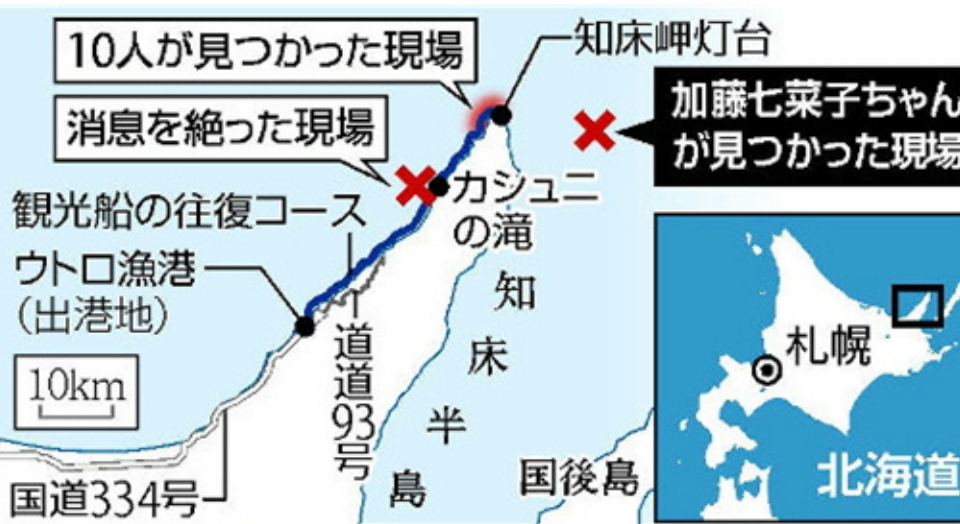 10人が見つかった現場
知床岬灯台
加藤七菜子ちゃん
が見つかった現場
消息を絶った現場
カシュニ
の滝
観光船の往復コース
ウトロ漁港
(出港地)
道道93号
知床半島
国後島
10km
国道334号
札幌
北海道